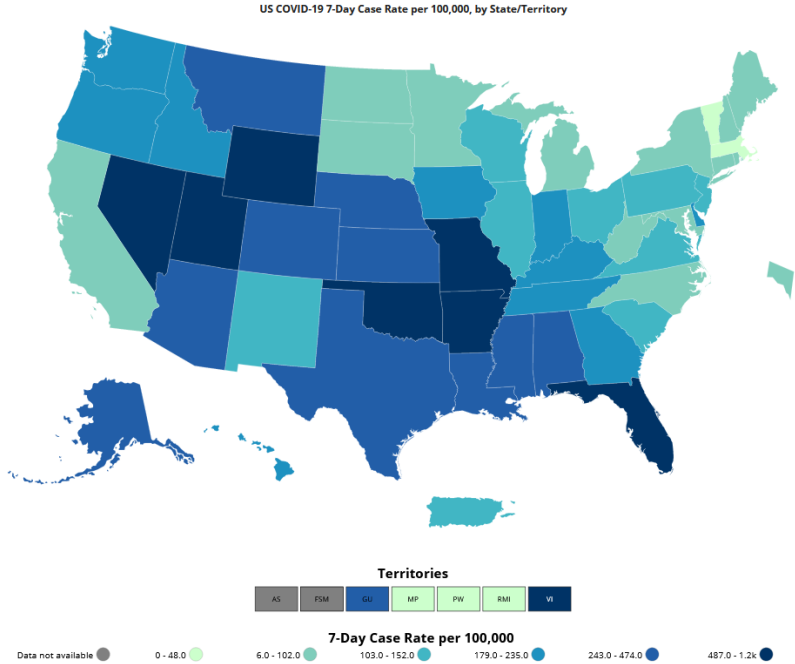 US COVID-19 7-Day Case Rate per 100,000, by State/Territory
Territories
AS FSM GU MP PW RMI VI
7-Day Case Rate per 100,000
Data not available 0 - 48.0 6.0 - 102.0 103.0 - 152.0 179.0 - 235.0 243.0 - 474.0 487.0 - 1.2k